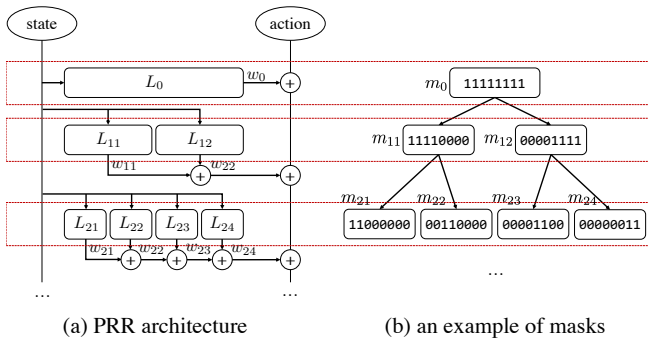 state
action
L0
w0
+
L11
L12
w11
+
w22
+
L21
L22
L23
L24
w21
+
w22
+
w23
+
w24
+
...
...
(a) PRR architecture
m0
11111111
m11
11110000
m12
00001111
m21
m22
m23
m24
11000000
00110000
00001100
00000011
...
(b) an example of masks